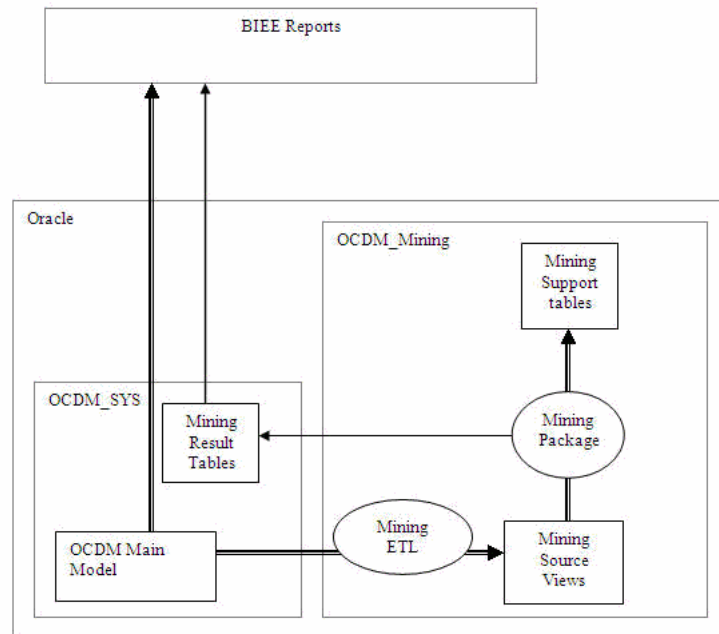 BIEE Reports
Oracle
OCDM_Mining
Mining
Support
tables
OCDM_SYS
Mining
Result
Tables
Mining
Package
Mining
ETL
OCDM Main
Model
Mining
Source
Views